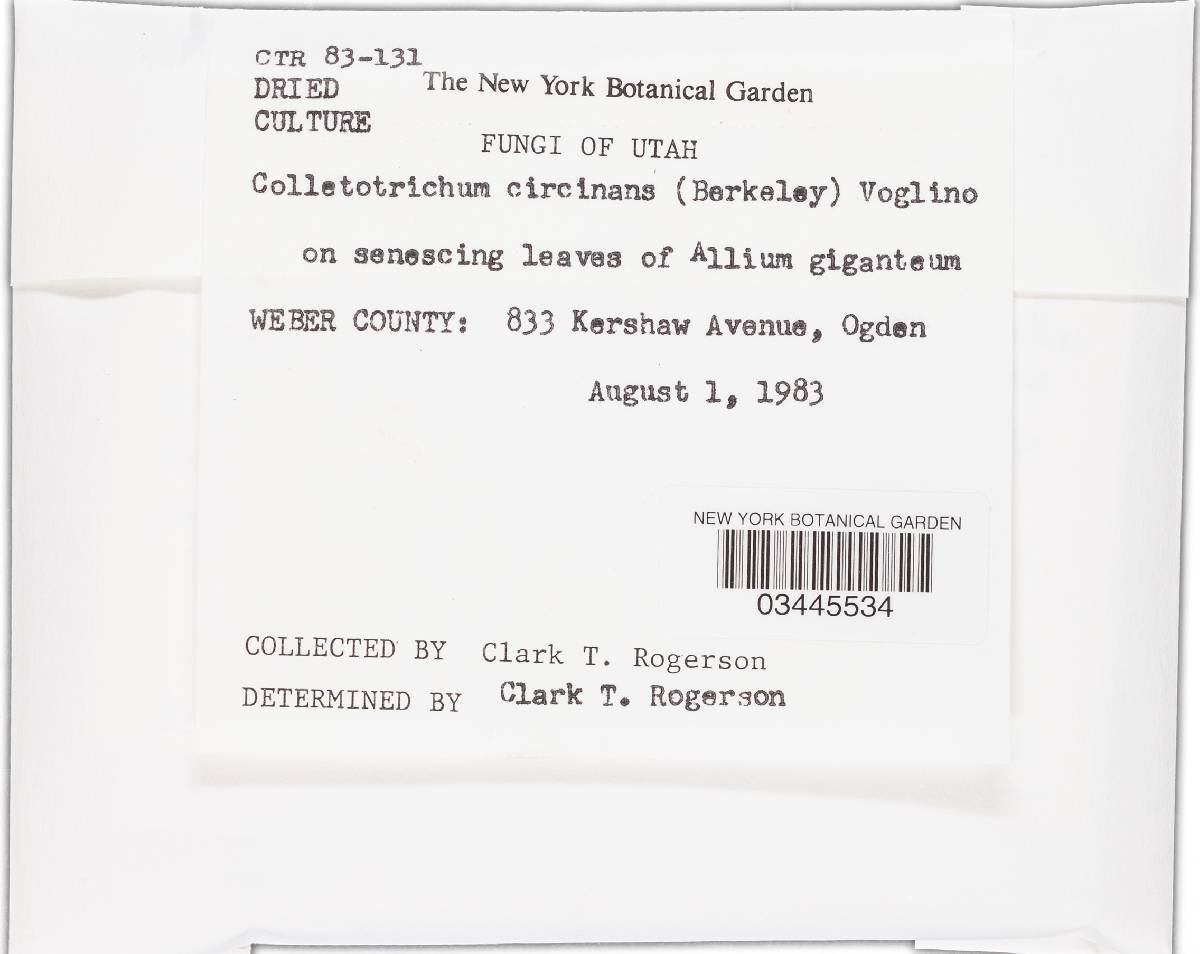 CTR 83-131
DRIED
The New York Botanical Garden
CULTURE
FUNGI OF UTAH
Colletotrichum circinans (Berkeley) Voglino
on senescing leaves of Allium giganteum
WEBER COUNTY: 833 Kershaw Avenue, Ogden
August 1, 1983
NEW YORK BOTANICAL GARDEN
03445534
COLLECTED BY Clark T. Rogerson
DETERMINED BY Clark T. Rogerson